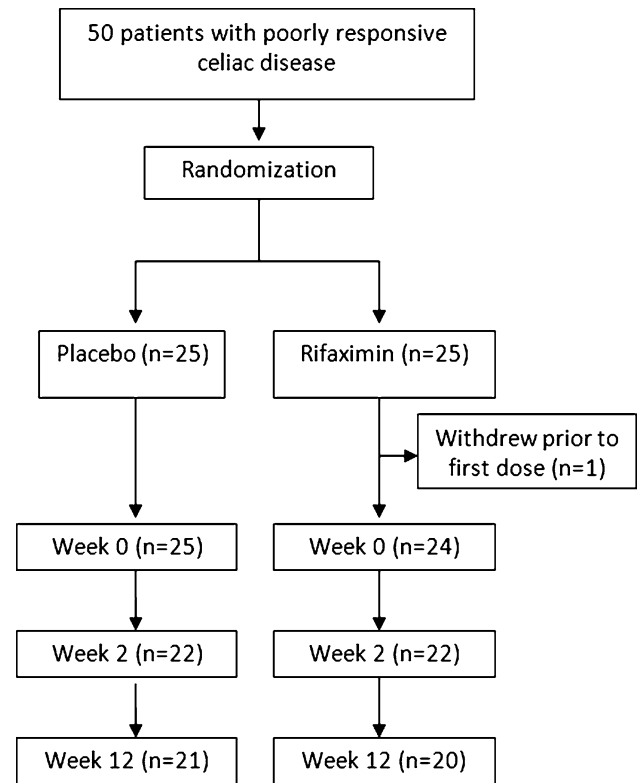 50 patients with poorly responsive
celiac disease
Randomization
Placebo (n=25)
Rifaximin (n=25)
Withdrew prior to
first dose (n=1)
Week 0 (n=25)
Week 0 (n=24)
Week 2 (n=22)
Week 2 (n=22)
Week 12 (n=21)
Week 12 (n=20)